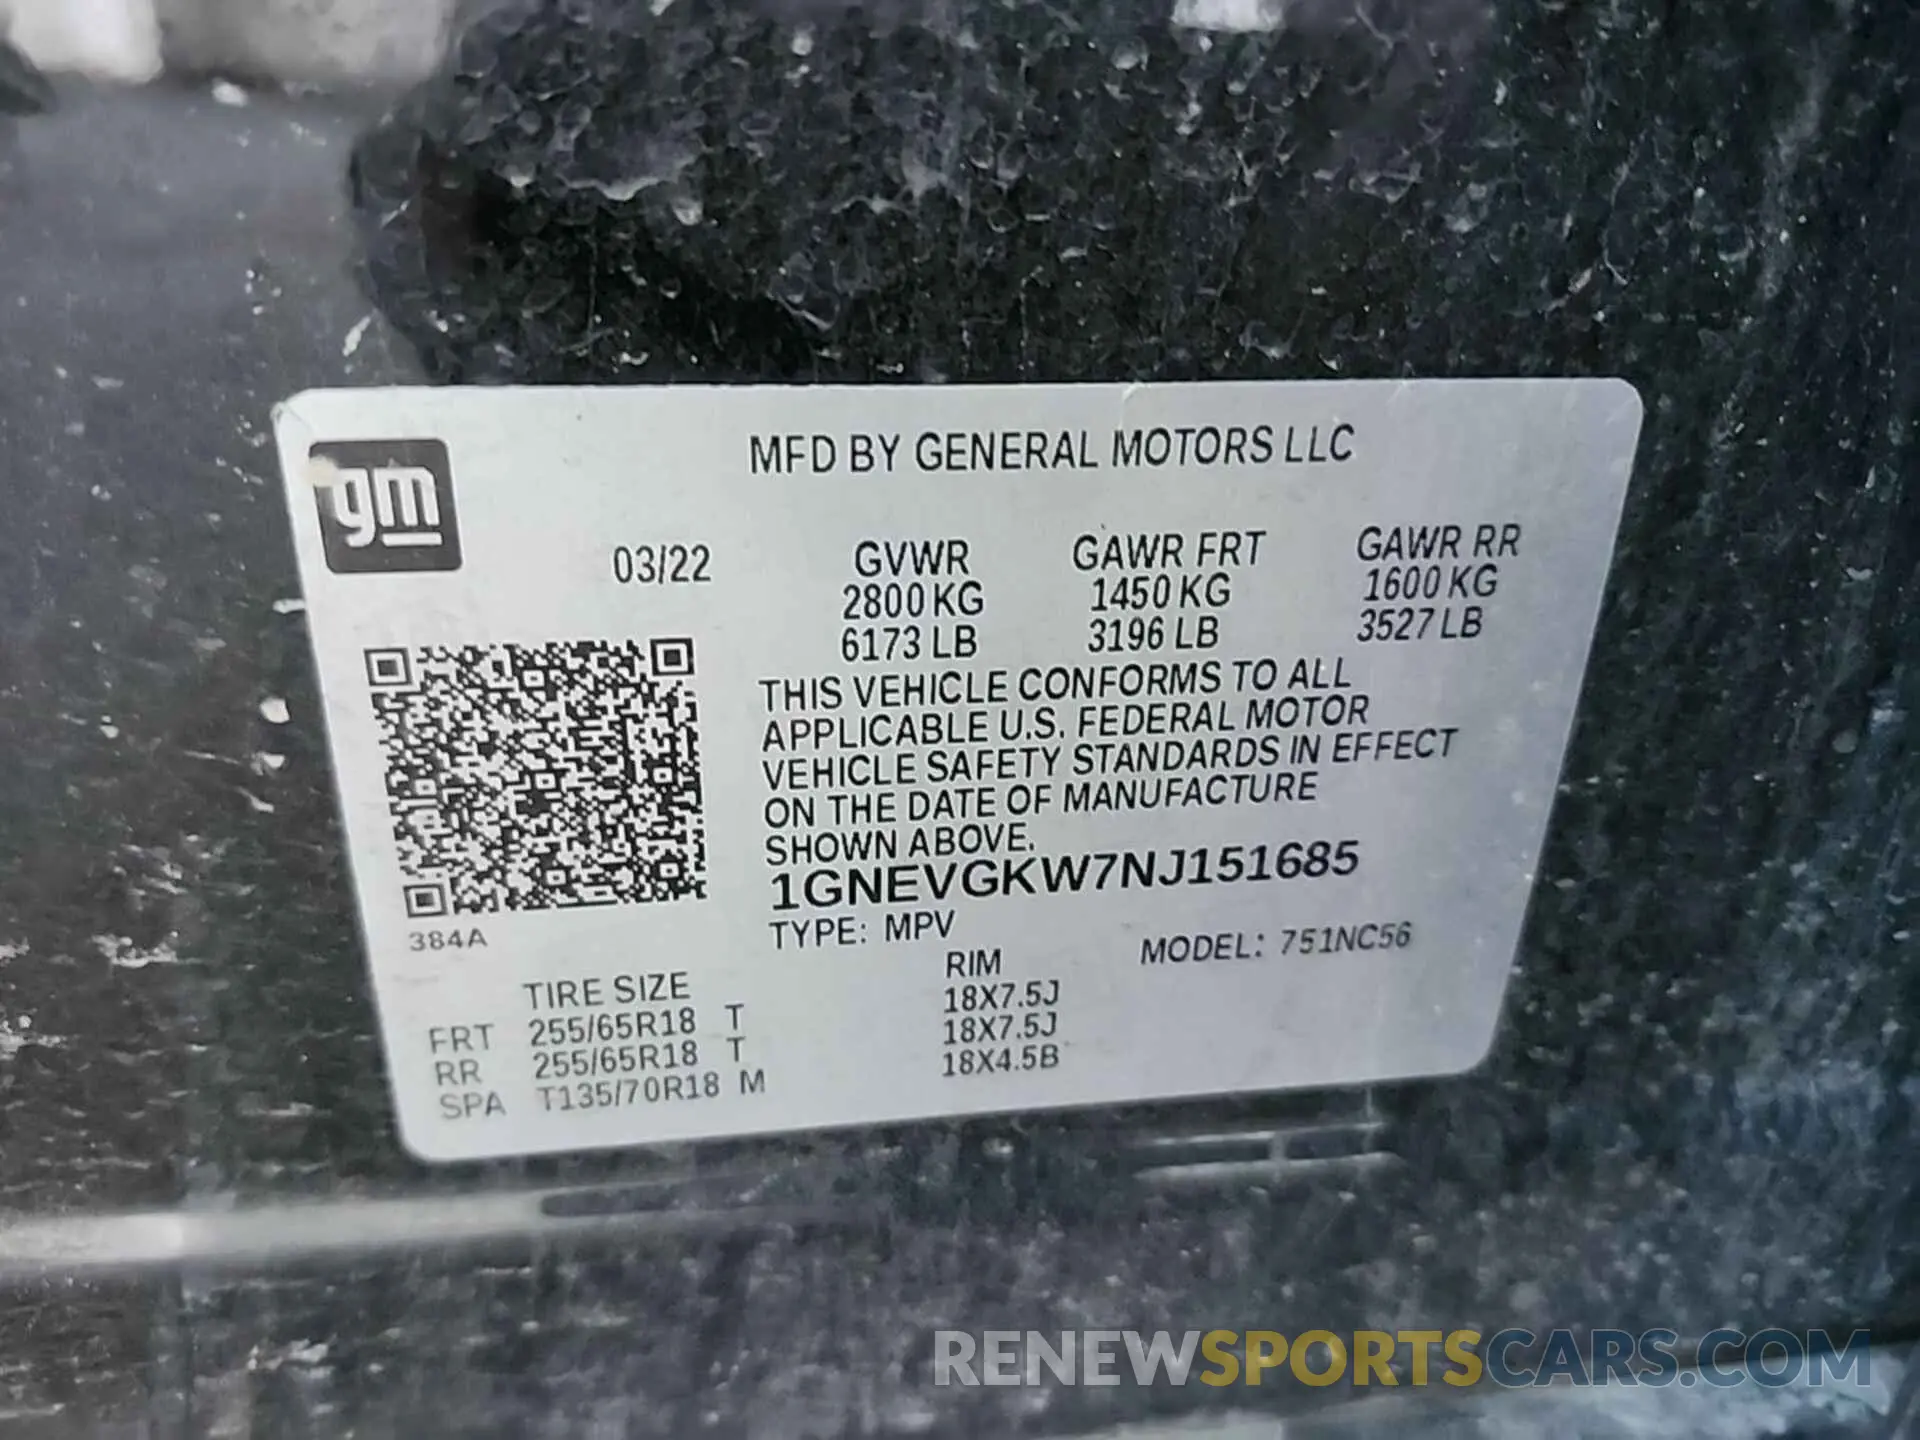 gm
MFD BY GENERAL MOTORS LLC
03/22 GVWR GAWR FRT GAWR RR
2800 KG 1450 KG 1600 KG
6173 LB 3196 LB 3527 LB
THIS VEHICLE CONFORMS TO ALL
APPLICABLE U.S. FEDERAL MOTOR
VEHICLE SAFETY STANDARDS IN EFFECT
ON THE DATE OF MANUFACTURE
SHOWN ABOVE.
1GNEVGKW7NJ151685
384A
TYPE: MPV MODEL: 751NC56
TIRE SIZE RIM
FRT 255/65R18 T 18X7.5J
RR 255/65R18 T 18X7.5J
SPA T135/70R18 M 18X4.5B
RENEWSPORTSCARS.COM